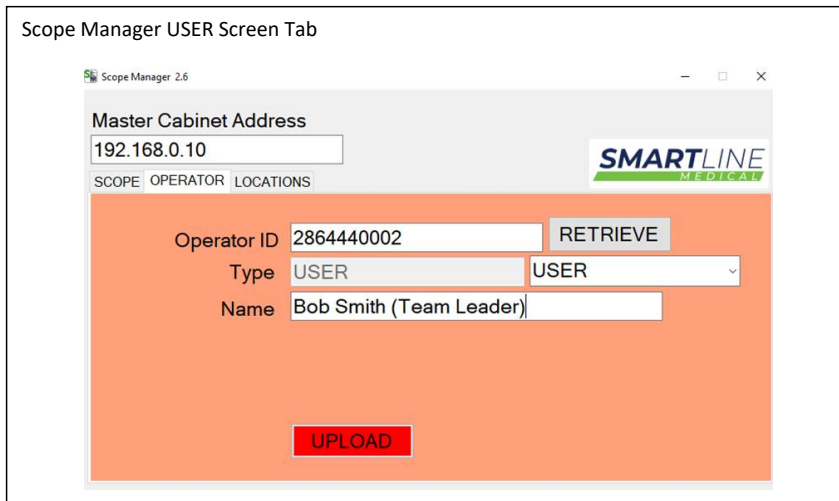 Scope Manager USER Screen Tab
Scope Manager 2.6
Master Cabinet Address
192.168.0.10
SMARTLINE
MEDICAL
SCOPE OPERATOR LOCATIONS
Operator ID 2864440002 RETRIEVE
Type USER USER
Name Bob Smith (Team Leader)
UPLOAD